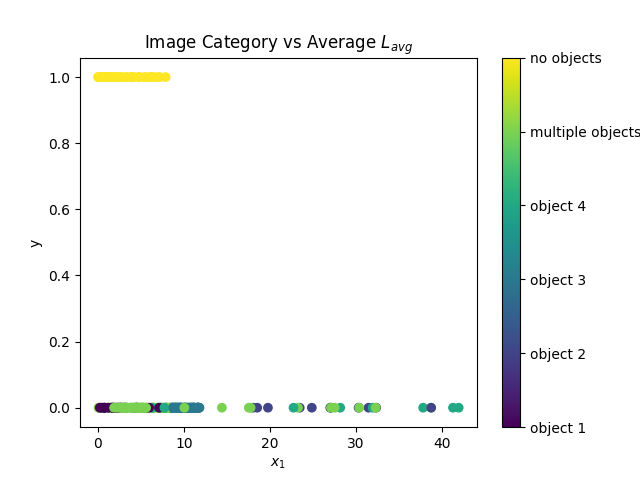 Image Category vs Average $L_{avg}$
y
1.0
0.8
0.6
0.4
0.2
0.0
0
10
20
30
40
$x_1$
no objects
multiple objects
object 4
object 3
object 2
object 1